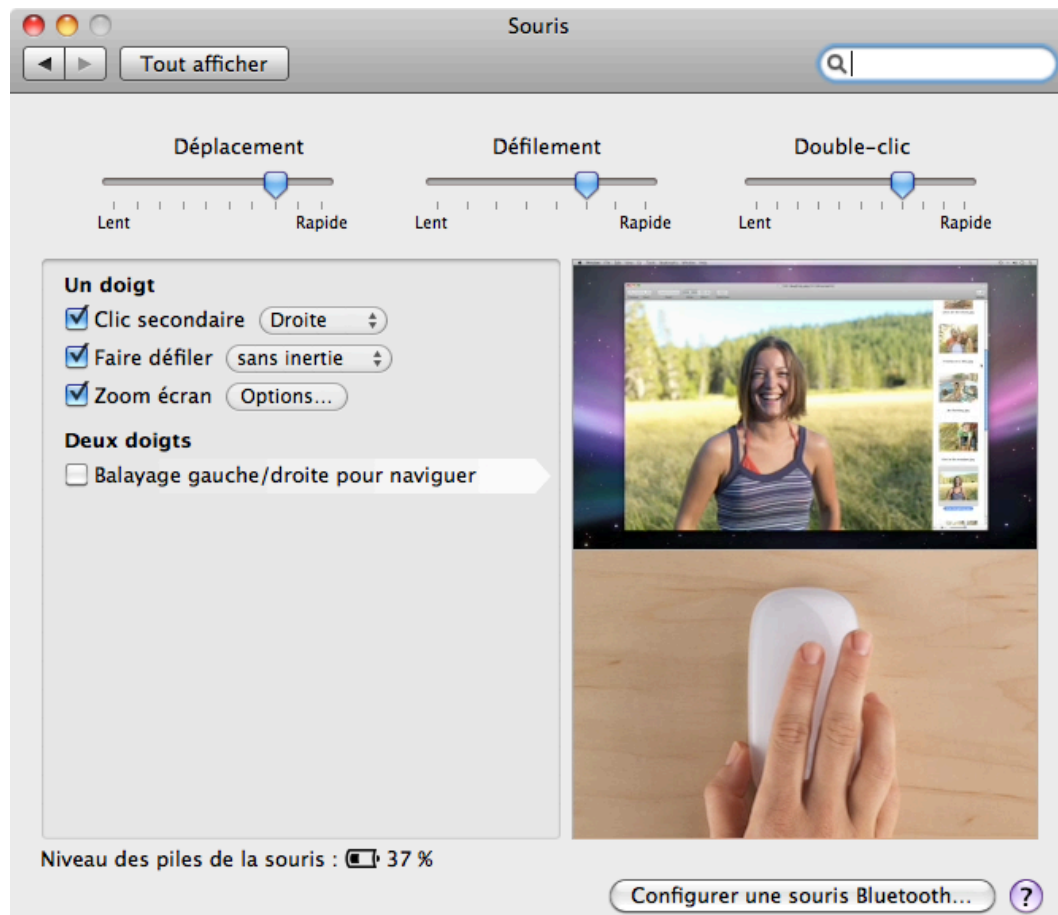 Souris
Tout afficher
Déplacement Défilement Double-clic
Lent Rapide Lent Rapide Lent Rapide
Un doigt
Clic secondaire Droite
Faire défiler sans inertie
Zoom écran Options...
Deux doigts
Balayage gauche/droite pour naviguer
Niveau des piles de la souris : 37 %
Configurer une souris Bluetooth... ?